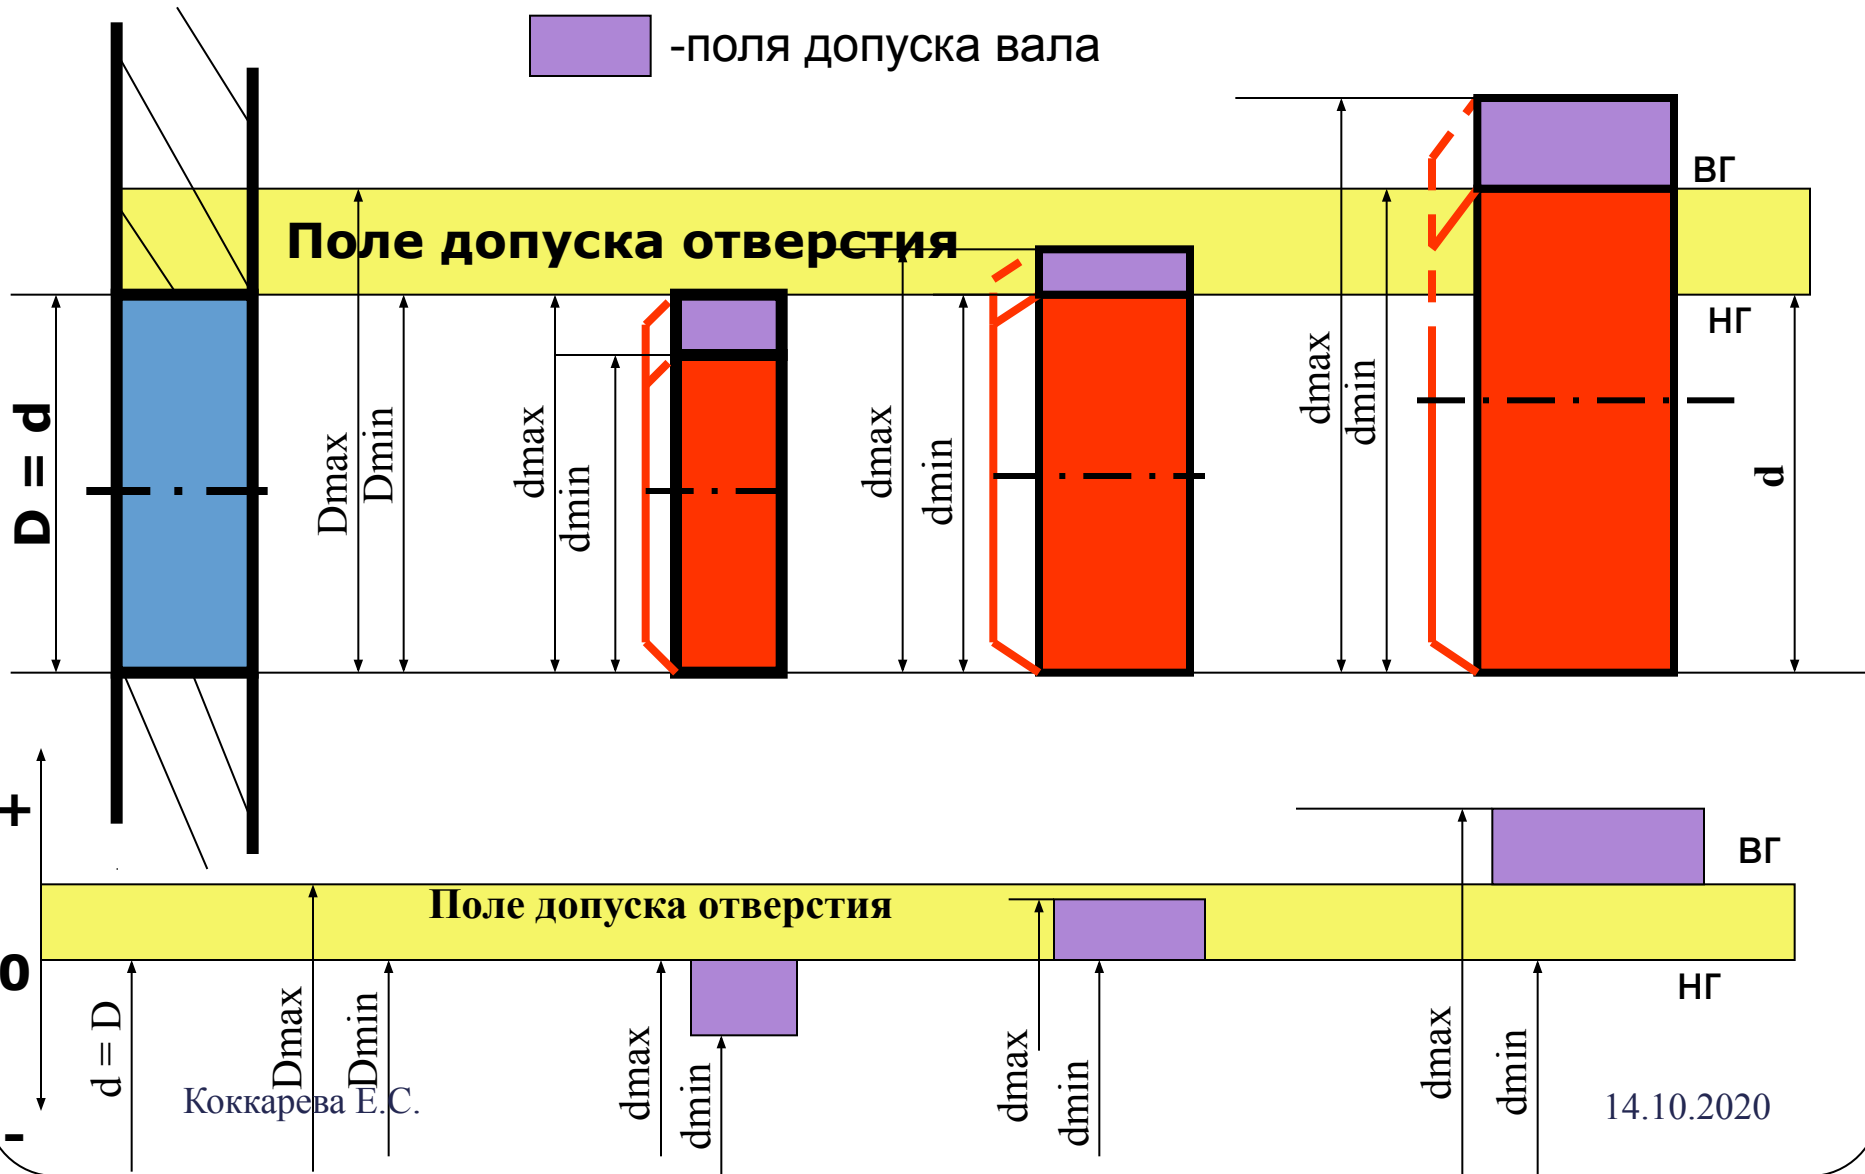 -поля допуска вала
вг
Поле допуска отверстия
нг
D = d
Dmax
Dmin
dmax
dmin
dmax
dmin
dmax
dmin
d
+
0
-
вг
Поле допуска отверстия
нг
d = D
Dmax
Dmin
dmax
dmin
dmax
dmin
dmax
dmin
Коккарева Е.С.
14.10.2020